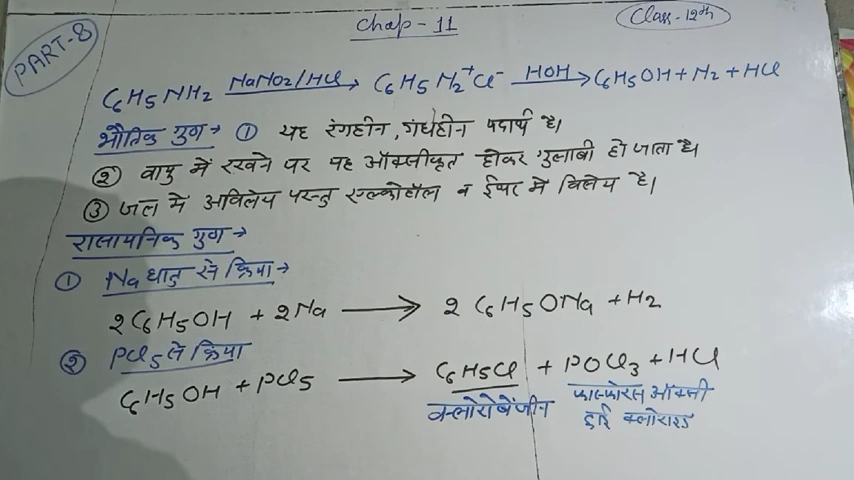 PART-8
Chap - 11
Class-12th
C6H5NH2 NaNO2/HCl → C6H5N2+Cl- HOH → C6H5OH + N2 + HCl
भौतिक गुण → ① यह रंगहीन, गंधहीन पदार्थ है।
② वायु में रखने पर यह ऑक्सीकृत होकर गुलाबी हो जाता है।
③ जल में अविलेय परन्तु एल्कोहॉल व ईथर में विलेय है।
रासायनिक गुण →
① Na धातु से क्रिया →
2C6H5OH + 2Na → 2 C6H5ONa + H2
② PCl5 से क्रिया
C6H5OH + PCl5 → C6H5Cl + POCl3 + HCl
क्लोरोबेंजीन फास्फोरस ऑक्सी
ट्राई क्लोराइड